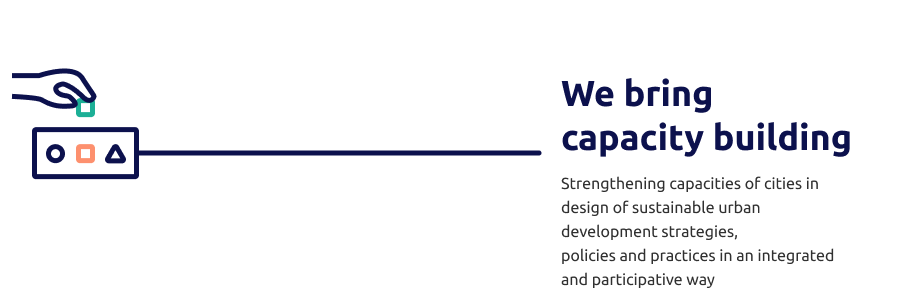 We bring
capacity building
Strengthening capacities of cities in
design of sustainable urban
development strategies,
policies and practices in an integrated
and participative way